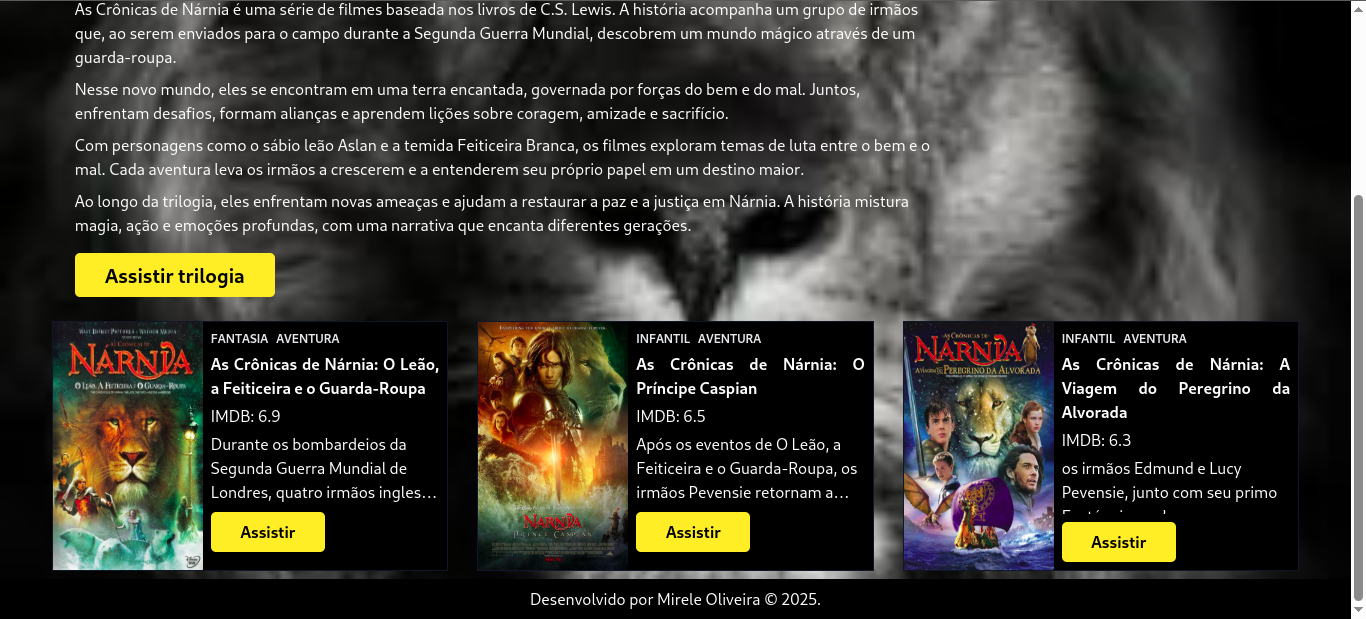 As Crônicas de Nárnia é uma série de filmes baseada nos livros de C.S. Lewis. A história acompanha um grupo de irmãos
que, ao serem enviados para o campo durante a Segunda Guerra Mundial, descobrem um mundo mágico através de um
guarda-roupa.
Nesse novo mundo, eles se encontram em uma terra encantada, governada por forças do bem e do mal. Juntos,
enfrentam desafios, formam alianças e aprendem lições sobre coragem, amizade e sacrifício.
Com personagens como o sábio leão Aslan e a temida Feiticeira Branca, os filmes exploram temas de luta entre o bem e o
mal. Cada aventura leva os irmãos a crescerem e a entenderem seu próprio papel em um destino maior.
Ao longo da trilogia, eles enfrentam novas ameaças e ajudam a restaurar a paz e a justiça em Nárnia. A história mistura
magia, ação e emoções profundas, com uma narrativa que encanta diferentes gerações.
Assistir trilogia
AS CRÔNICAS DE
NÁRNIA
O LEÃO, A FEITICEIRA E O GUARDA-ROUPA
FANTASIA AVENTURA
As Crônicas de Nárnia: O Leão,
a Feiticeira e o Guarda-Roupa
IMDB: 6.9
Durante os bombardeios da
Segunda Guerra Mundial de
Londres, quatro irmãos ingles…
Assistir
NARNIA
PRINCE CASPIAN
INFANTIL AVENTURA
As Crônicas de Nárnia: O
Príncipe Caspian
IMDB: 6.5
Após os eventos de O Leão, a
Feiticeira e o Guarda-Roupa, os
irmãos Pevensie retornam a…
Assistir
AS CRÔNICAS DE
NÁRNIA
A VIAGEM DO PEREGRINO DA ALVORADA
INFANTIL AVENTURA
As Crônicas de Nárnia: A
Viagem do Peregrino da
Alvorada
IMDB: 6.3
os irmãos Edmund e Lucy
Pevensie, junto com seu primo
Assistir
Desenvolvido por Mirele Oliveira © 2025.